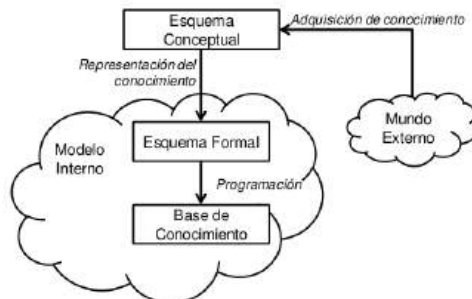 Esquema
Conceptual
Adquisición de conocimiento
Representación del
conocimiento
Mundo
Externo
Modelo
Interno
Esquema Formal
Programación
Base de
Conocimiento